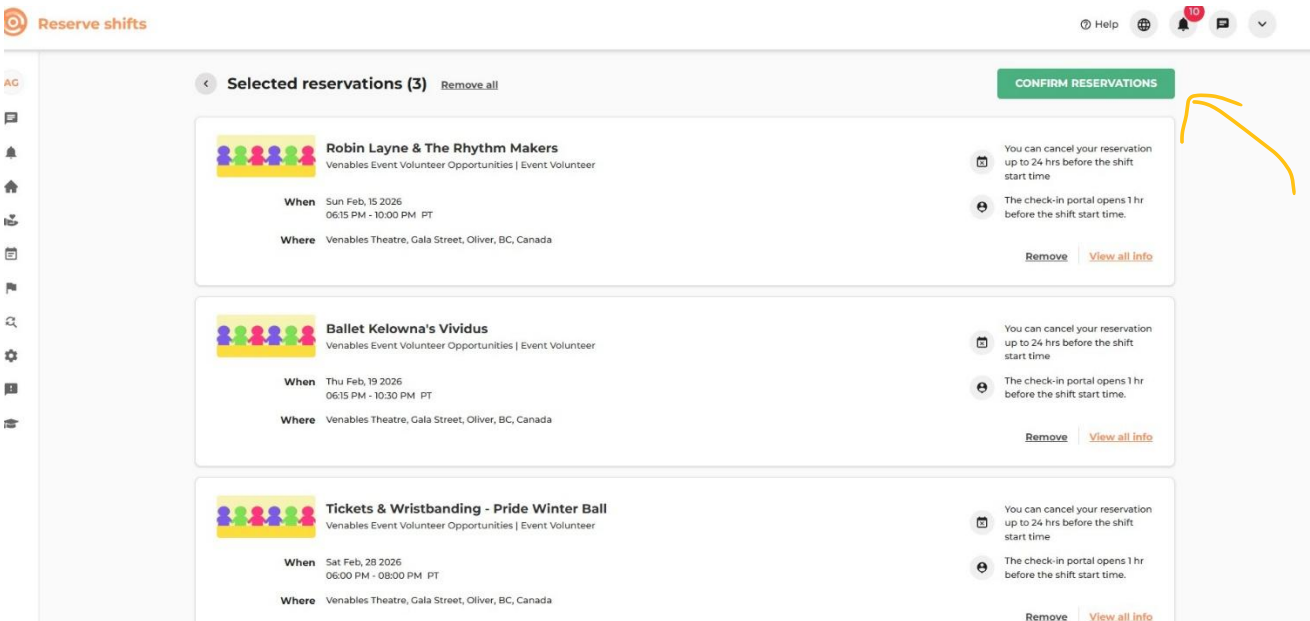 Reserve shifts
Help
10
AG
Selected reservations (3) Remove all
CONFIRM RESERVATIONS
Robin Layne & The Rhythm Makers
Venables Event Volunteer Opportunities | Event Volunteer
When Sun Feb, 15 2026
06:15 PM - 10:00 PM PT
Where Venables Theatre, Gala Street, Oliver, BC, Canada
You can cancel your reservation
up to 24 hrs before the shift
start time
The check-in portal opens 1 hr
before the shift start time.
Remove View all info
Ballet Kelowna's Vividus
Venables Event Volunteer Opportunities | Event Volunteer
When Thu Feb, 19 2026
06:15 PM - 10:30 PM PT
Where Venables Theatre, Gala Street, Oliver, BC, Canada
You can cancel your reservation
up to 24 hrs before the shift
start time
The check-in portal opens 1 hr
before the shift start time.
Remove View all info
Tickets & Wristbanding - Pride Winter Ball
Venables Event Volunteer Opportunities | Event Volunteer
When Sat Feb, 28 2026
06:00 PM - 08:00 PM PT
Where Venables Theatre, Gala Street, Oliver, BC, Canada
You can cancel your reservation
up to 24 hrs before the shift
start time
The check-in portal opens 1 hr
before the shift start time.
Remove View all info